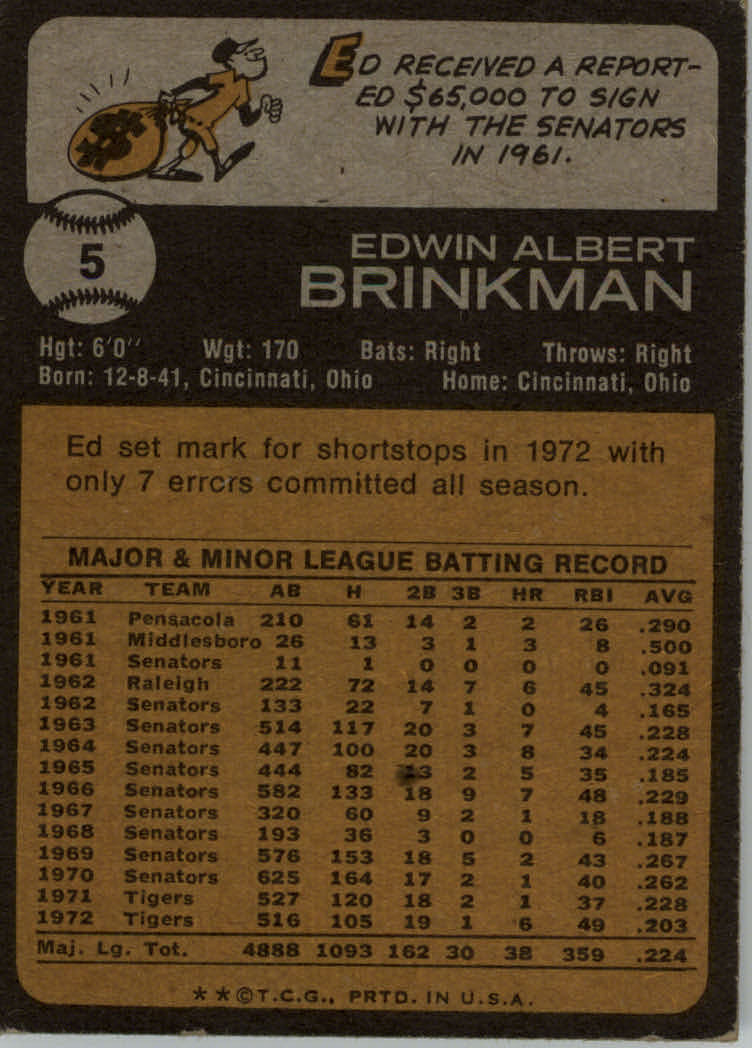 ED RECEIVED A REPORT-
ED $65,000 TO SIGN
WITH THE SENATORS
IN 1961.
$
5
EDWIN ALBERT
BRINKMAN
Hgt: 6'0" Wgt: 170 Bats: Right Throws: Right
Born: 12-8-41, Cincinnati, Ohio Home: Cincinnati, Ohio
Ed set mark for shortstops in 1972 with
only 7 errors committed all season.
MAJOR & MINOR LEAGUE BATTING RECORD
YEAR TEAM AB H 2B 3B HR RBI AVG
1961 Pensacola 210 61 14 2 2 26 .290
1961 Middlesboro 26 13 3 1 3 8 .500
1961 Senators 11 1 0 0 0 0 .091
1962 Raleigh 222 72 14 7 6 45 .324
1962 Senators 133 22 7 1 0 4 .165
1963 Senators 514 117 20 3 7 45 .228
1964 Senators 447 100 20 3 8 34 .224
1965 Senators 444 82 13 2 5 35 .185
1966 Senators 582 133 18 9 7 48 .229
1967 Senators 320 60 9 2 1 18 .188
1968 Senators 193 36 3 0 0 6 .187
1969 Senators 576 153 18 5 2 43 .267
1970 Senators 625 164 17 2 1 40 .262
1971 Tigers 527 120 18 2 1 37 .228
1972 Tigers 516 105 19 1 6 49 .203
Maj. Lg. Tot. 4888 1093 162 30 38 359 .224
**©T.C.G., PRTD. IN U.S.A.